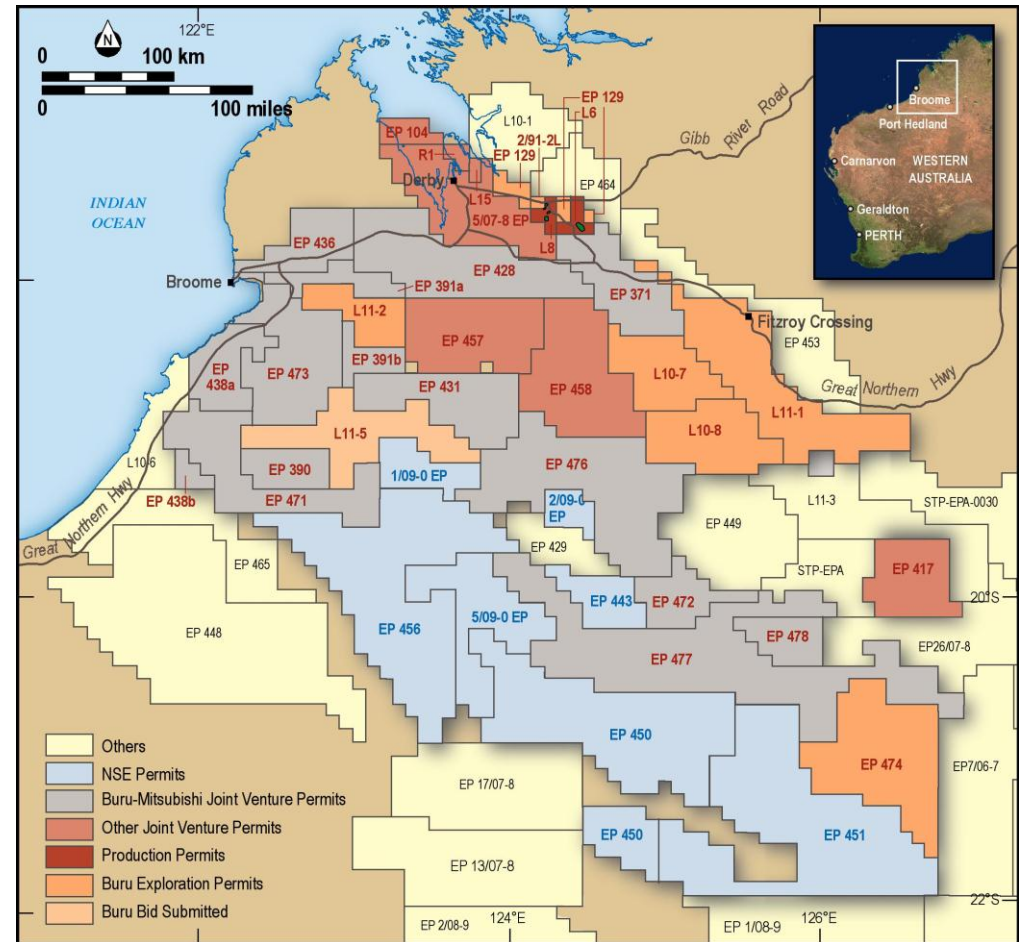 122°E
N
0 100 km
0 100 miles
INDIAN
OCEAN
EP 129
L6
2/91-2L
L10-1
EP 104
R1
EP 129
Gibb River Road
Derby
EP 464
L15
5/07-8 EP
L8
EP 436
EP 428
Broome
EP 391a
EP 371
L11-2
Fitzroy Crossing
EP 457
EP 453
EP 391b
EP
438a
EP 473
L10-7
EP 431
EP 458
Great Northern Hwy
L11-1
L11-5
L10-8
L10-6
EP 390
1/09-0 EP
EP 476
EP 438b
EP 471
2/09-0
EP
L11-3
STP-EPA-0030
Great Northern Hwy
EP 449
EP 429
EP 465
STP-EPA
EP 417
20°S
EP 443
EP 472
5/09-0 EP
EP 456
EP 448
EP 478
EP26/07-8
EP 477
EP 450
EP 474
EP7/06-7
EP 17/07-8
EP 450
EP 451
EP 13/07-8
22°S
124°E
126°E
EP 2/08-9
EP 1/08-9
Others
NSE Permits
Buru-Mitsubishi Joint Venture Permits
Other Joint Venture Permits
Production Permits
Buru Exploration Permits
Buru Bid Submitted
Broome
Port Hedland
Carnarvon
WESTERN
AUSTRALIA
Geraldton
PERTH